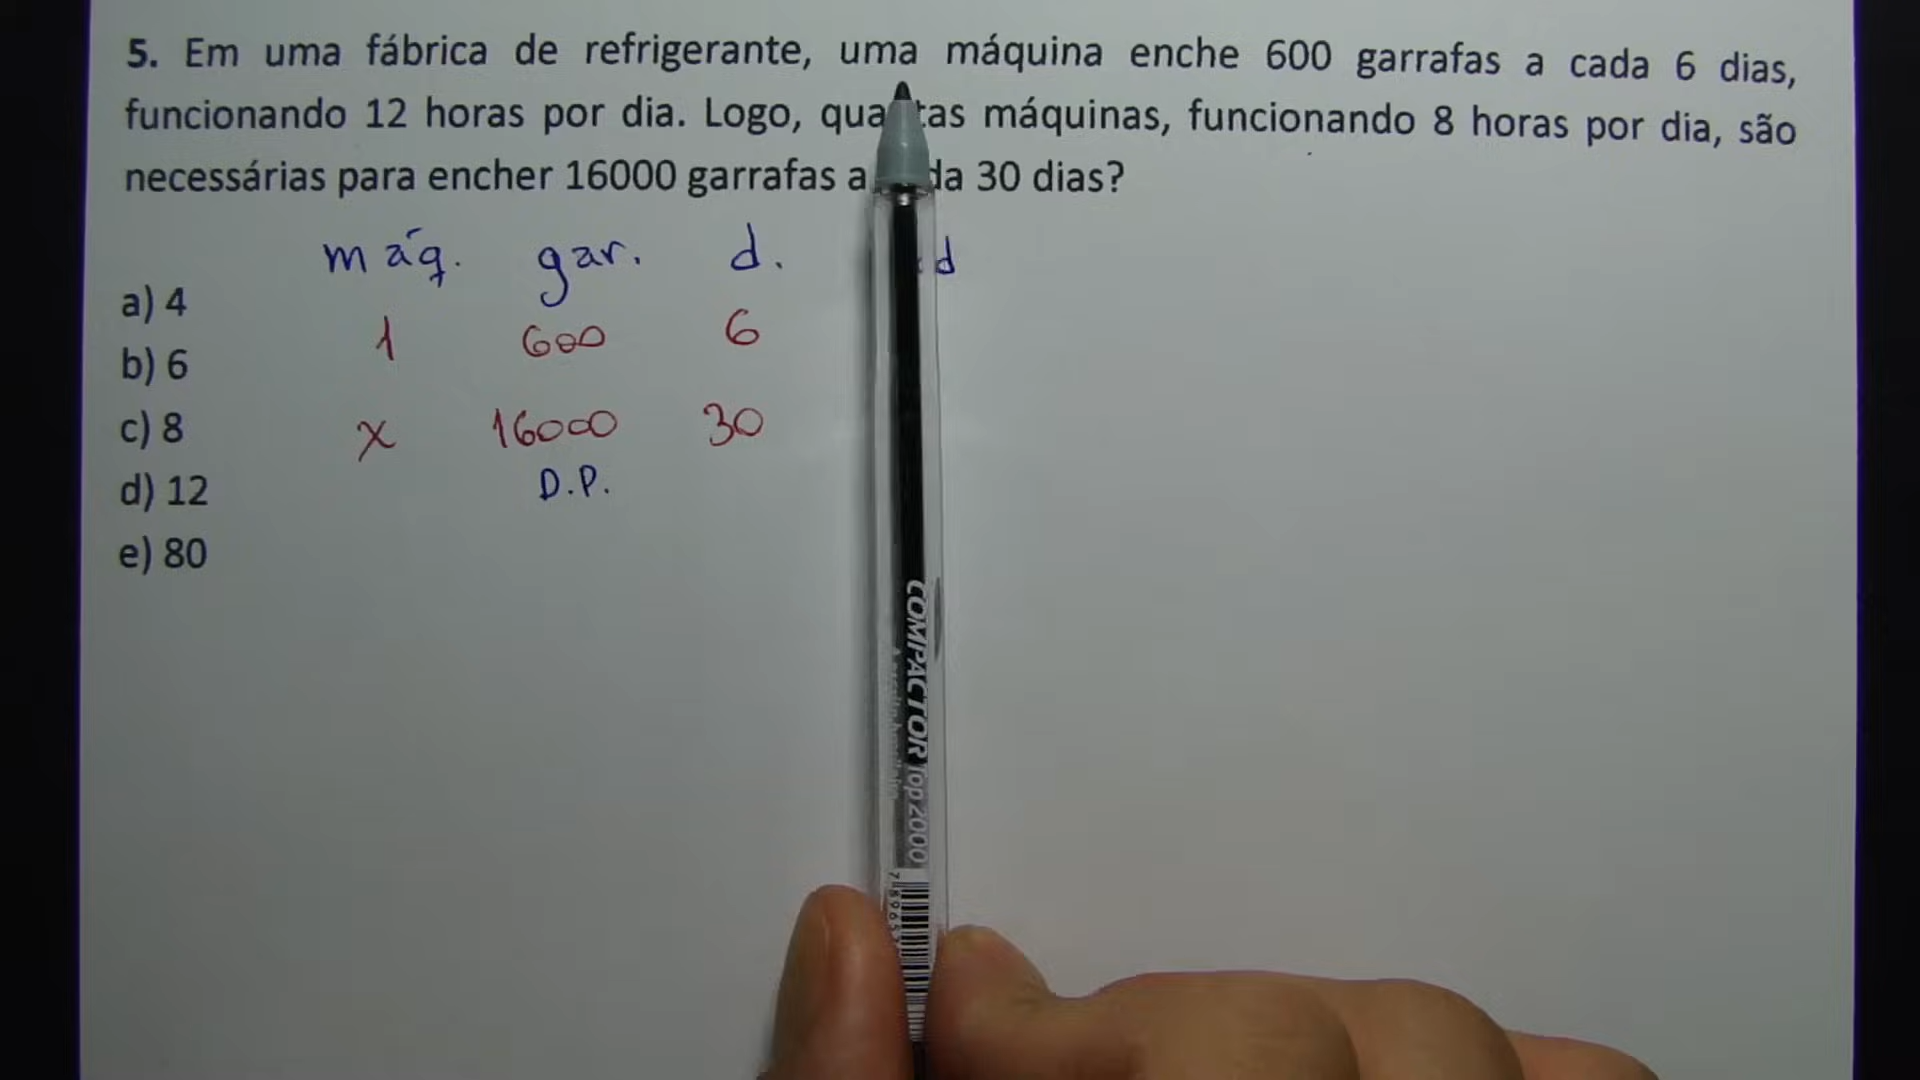 5. Em uma fábrica de refrigerante, uma máquina enche 600 garrafas a cada 6 dias,
funcionando 12 horas por dia. Logo, máquinas, funcionando 8 horas por dia, são
necessárias para encher 16000 garrafas a 30 dias?
máq. gar. d. d
a) 4
1 600 6
b) 6
c) 8
x 16000 30
d) 12
D.P.
e) 80
COMPACTOR Top 2000